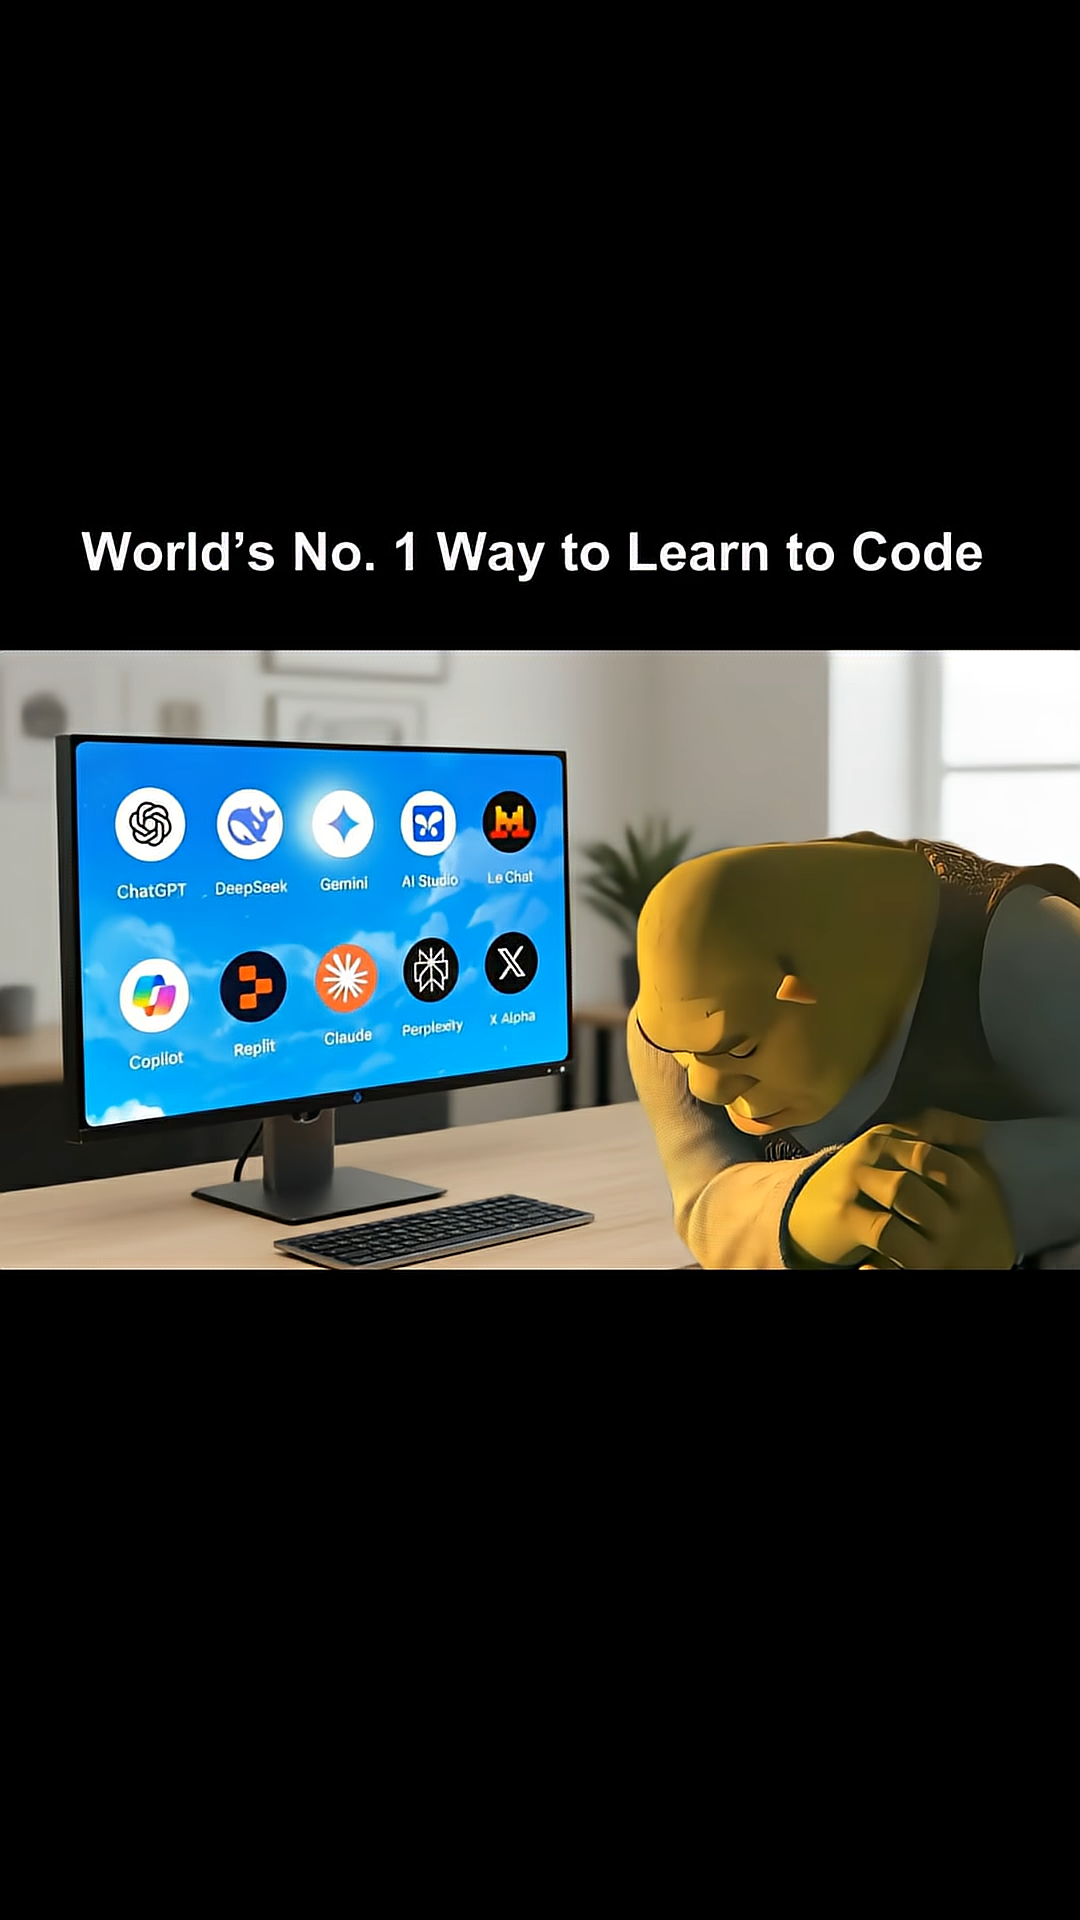 World’s No. 1 Way to Learn to Code
ChatGPT DeepSeek Gemini AI Studio Le Chat
Copilot Replit Claude Perplexity X Alpha